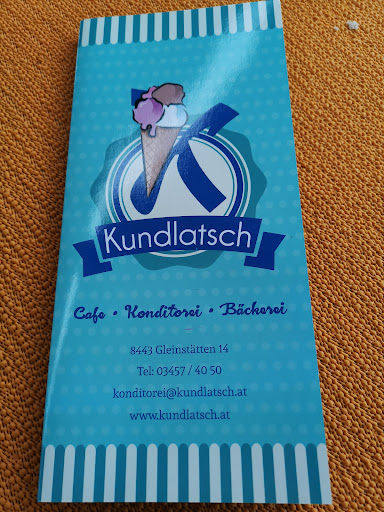 K
Kundlatsch
Cafe • Konditorei • Bäckerei
8443 Gleinstätten 14
Tel: 03457 / 40 50
konditorei@kundlatsch.at
www.kundlatsch.at